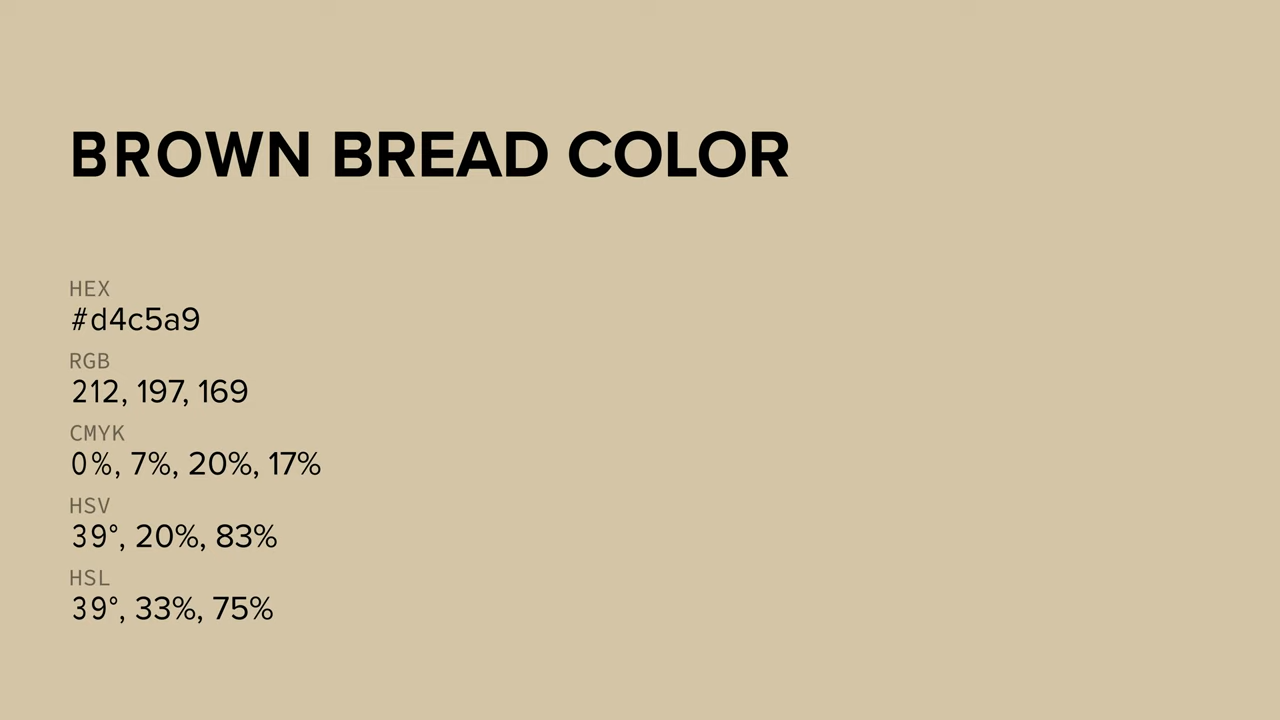 BROWN BREAD COLOR
HEX
#d4c5a9
RGB
212, 197, 169
CMYK
0%, 7%, 20%, 17%
HSV
39°, 20%, 83%
HSL
39°, 33%, 75%